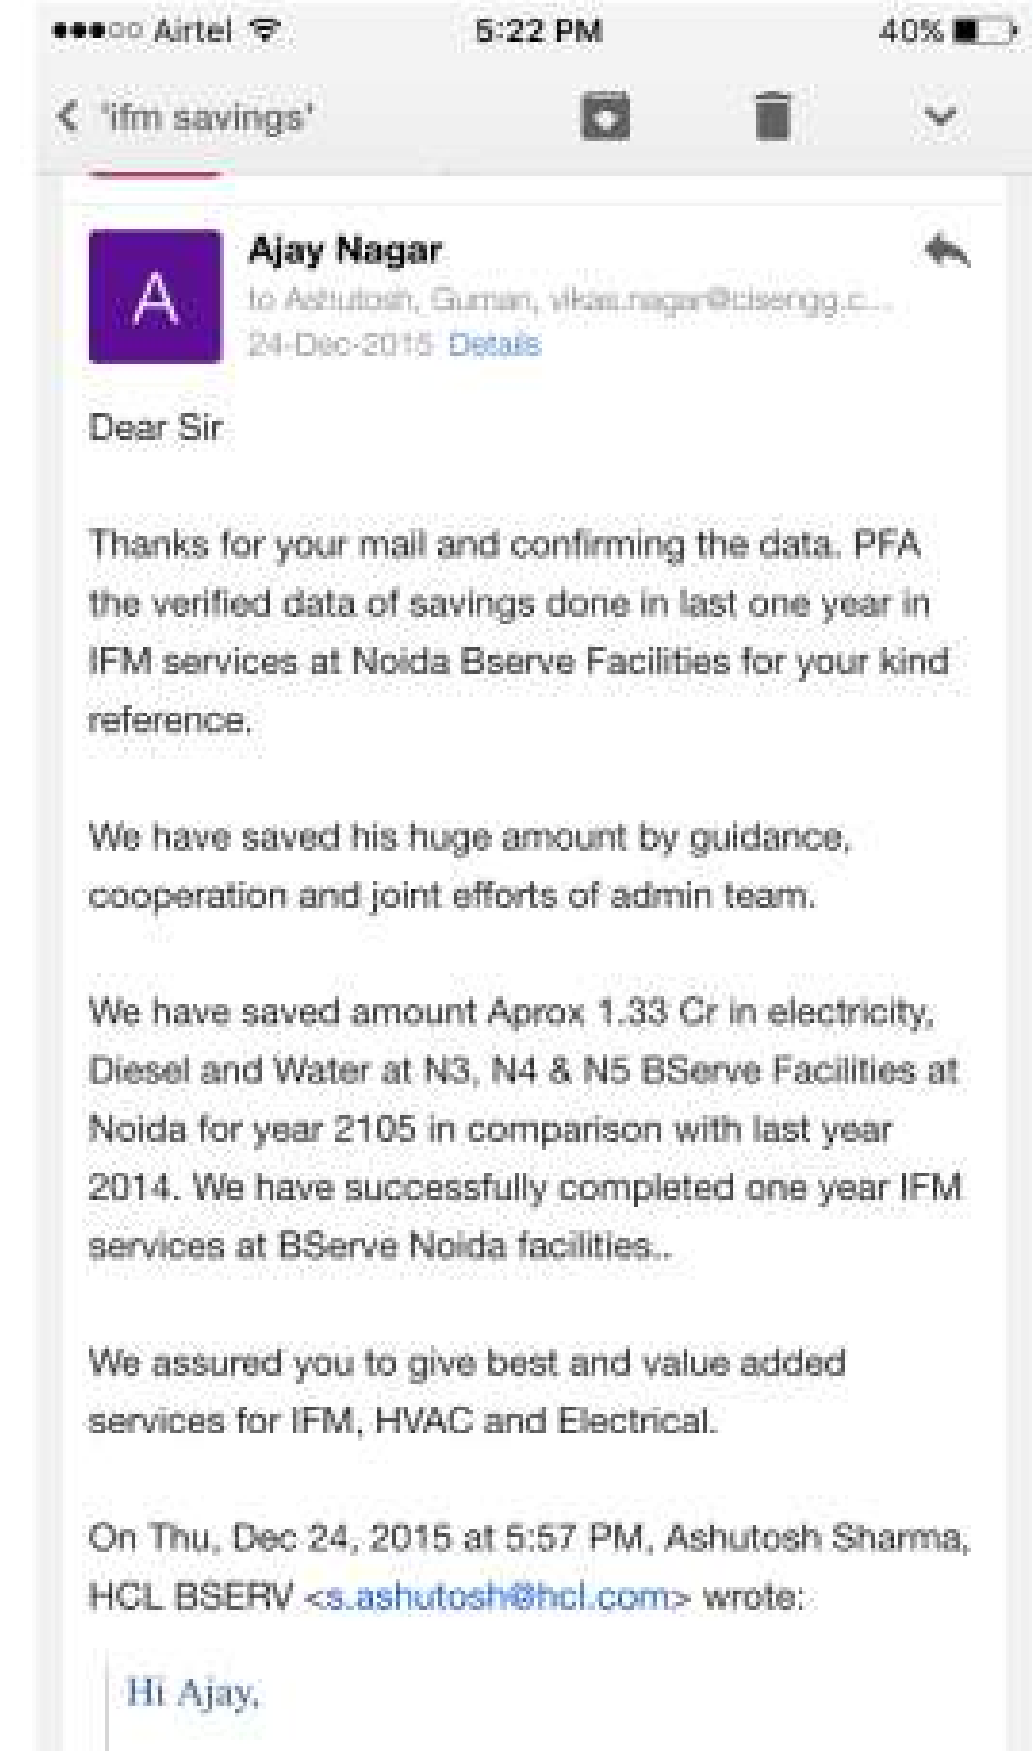 Airtel 5:22 PM 40%
'ifm savings'
A
Ajay Nagar
to Ashutosh, Guman, vikas.nagar@cisengg.c...
24-Dec-2015 Details
Dear Sir
Thanks for your mail and confirming the data. PFA
the verified data of savings done in last one year in
IFM services at Noida Bserve Facilities for your kind
reference.
We have saved his huge amount by guidance,
cooperation and joint efforts of admin team.
We have saved amount Aprox 1.33 Cr in electricity,
Diesel and Water at N3, N4 & N5 BServe Facilities at
Noida for year 2105 in comparison with last year
2014. We have successfully completed one year IFM
services at BServe Noida facilities..
We assured you to give best and value added
services for IFM, HVAC and Electrical.
On Thu, Dec 24, 2015 at 5:57 PM, Ashutosh Sharma,
HCL BSERV <s.ashutosh@hcl.com> wrote:
Hi Ajay,